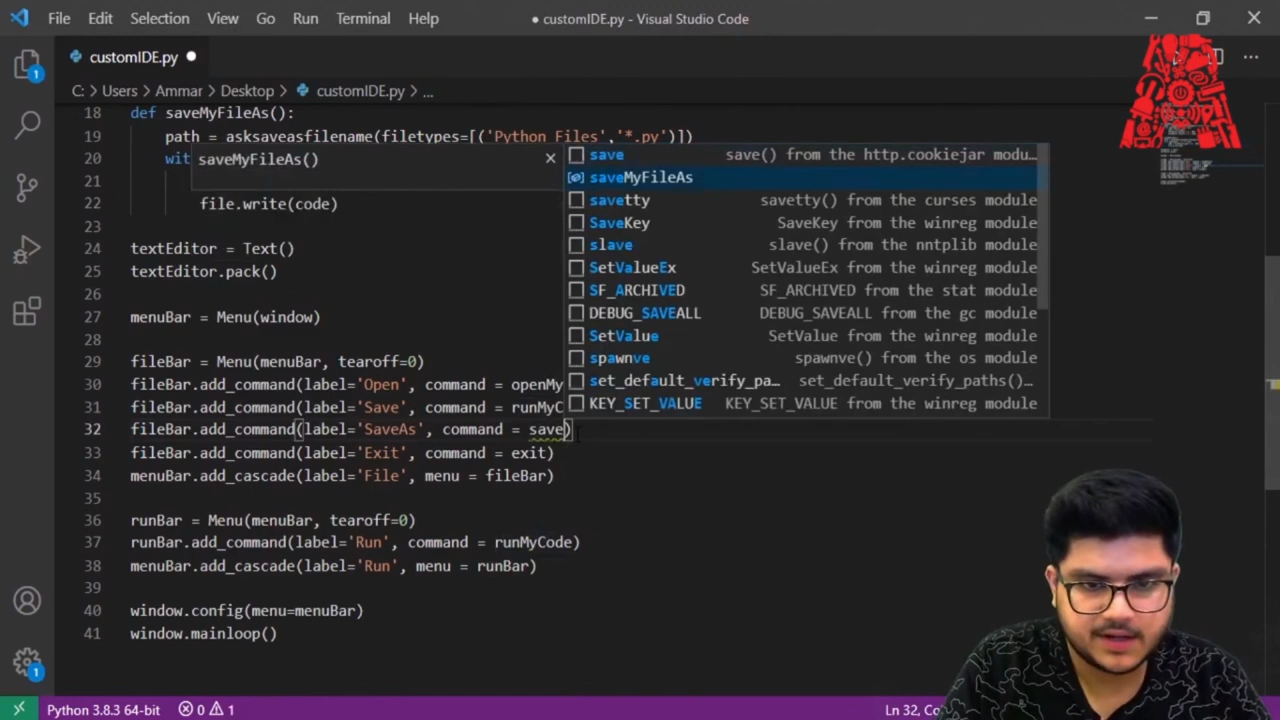 File Edit Selection View Go Run Terminal Help ● customIDE.py - Visual Studio Code
customIDE.py
C: > Users > Ammar > Desktop > customIDE.py > ...
18 def saveMyFileAs():
19 path = asksaveasfilename(filetypes=[('Python Files','*.py')])
20 wit
21
22 file.write(code)
23
24 textEditor = Text()
25 textEditor.pack()
26
27 menuBar = Menu(window)
28
29 fileBar = Menu(menuBar, tearoff=0)
30 fileBar.add_command(label='Open', command = openMy
31 fileBar.add_command(label='Save', command = runMyC
32 fileBar.add_command(label='SaveAs', command = save)
33 fileBar.add_command(label='Exit', command = exit)
34 menuBar.add_cascade(label='File', menu = fileBar)
35
36 runBar = Menu(menuBar, tearoff=0)
37 runBar.add_command(label='Run', command = runMyCode)
38 menuBar.add_cascade(label='Run', menu = runBar)
39
40 window.config(menu=menuBar)
41 window.mainloop()
saveMyFileAs()
save save() from the http.cookiejar modu...
saveMyFileAs
savetty savetty() from the curses module
SaveKey SaveKey from the winreg module
slave slave() from the nntplib module
SetValueEx SetValueEx from the winreg module
SF_ARCHIVED SF_ARCHIVED from the stat module
DEBUG_SAVEALL DEBUG_SAVEALL from the gc module
SetValue SetValue from the winreg module
spawnve spawnve() from the os module
set_default_verify_pa... set_default_verify_paths()...
KEY_SET_VALUE KEY_SET_VALUE from the winreg module
1
1
Python 3.8.3 64-bit 0 1 Ln 32, Co